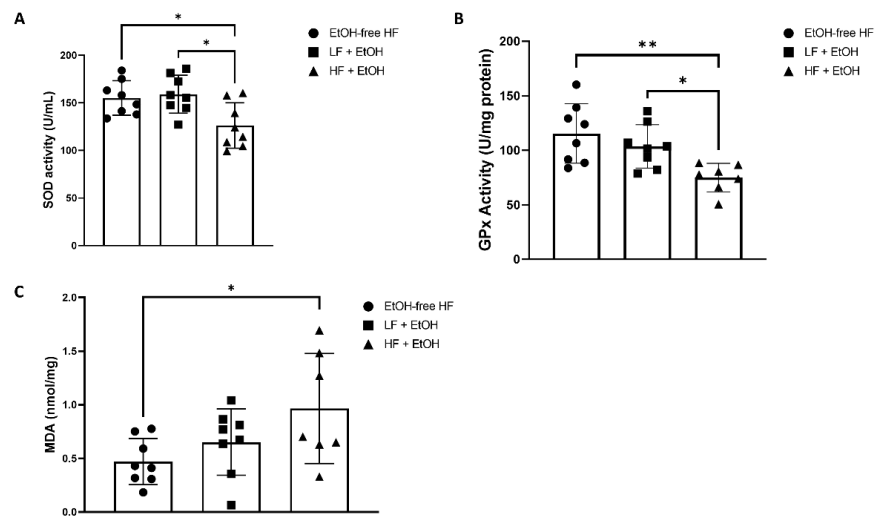 A
*
*
EtOH-free HF
LF + EtOH
HF + EtOH
SOD activity (U/mL)
200
150
100
50
0
B
**
*
EtOH-free HF
LF + EtOH
HF + EtOH
GPx Activity (U/mg protein)
200
150
100
50
0
C
*
EtOH-free HF
LF + EtOH
HF + EtOH
MDA (nmol/mg)
2.0
1.5
1.0
0.5
0.0